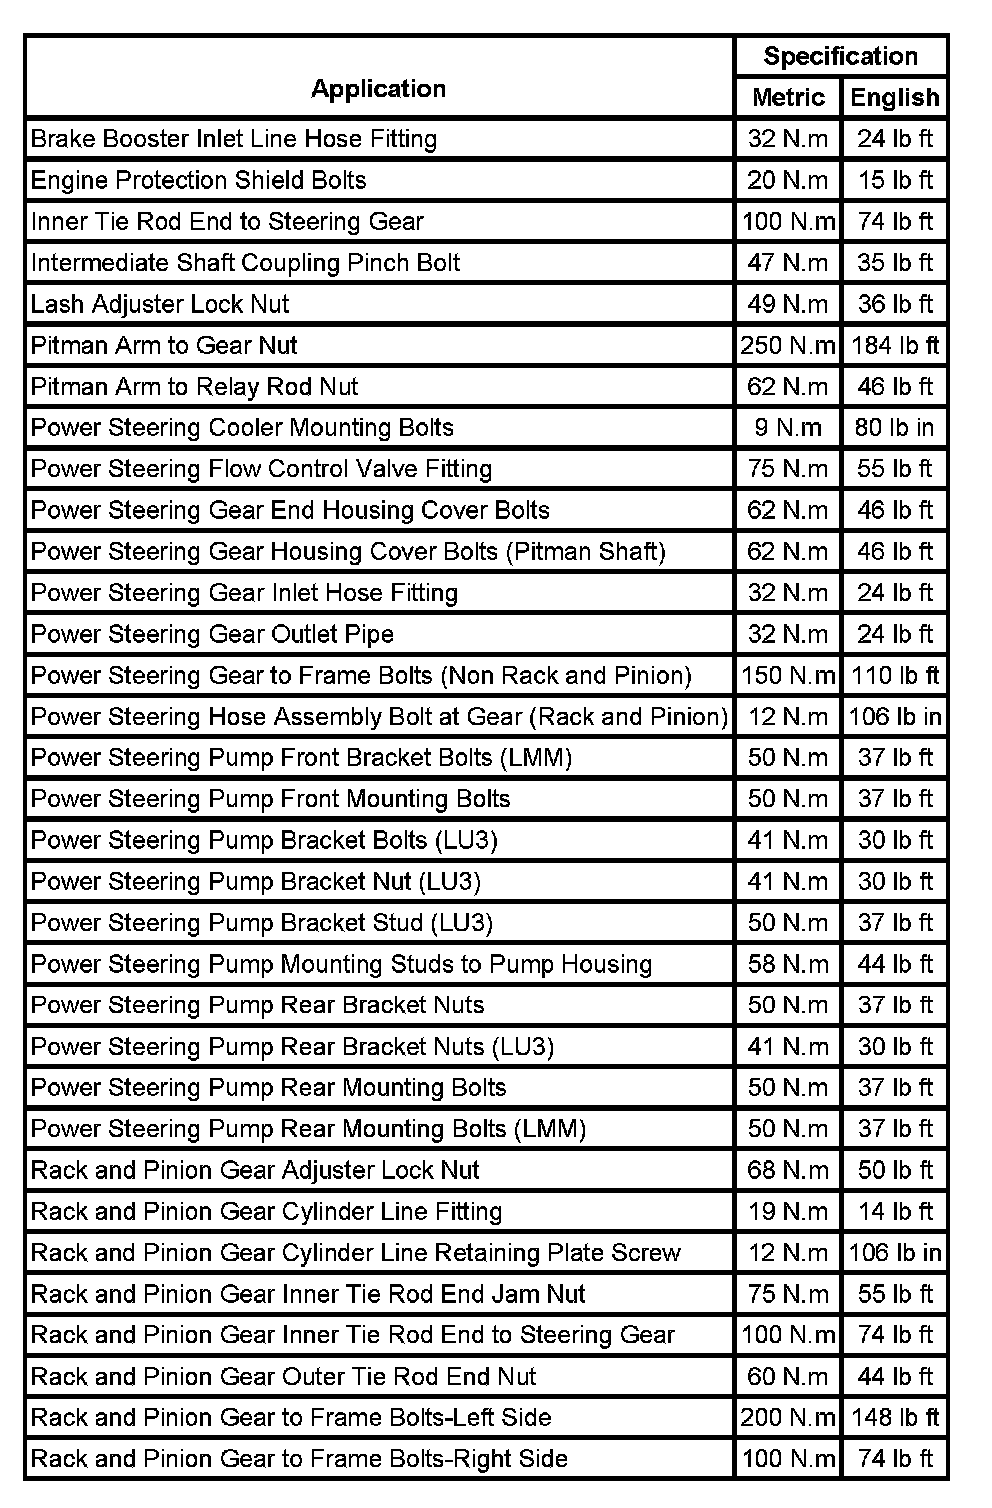 Application Specification
Metric English
Brake Booster Inlet Line Hose Fitting 32 N.m 24 lb ft
Engine Protection Shield Bolts 20 N.m 15 lb ft
Inner Tie Rod End to Steering Gear 100 N.m 74 lb ft
Intermediate Shaft Coupling Pinch Bolt 47 N.m 35 lb ft
Lash Adjuster Lock Nut 49 N.m 36 lb ft
Pitman Arm to Gear Nut 250 N.m 184 lb ft
Pitman Arm to Relay Rod Nut 62 N.m 46 lb ft
Power Steering Cooler Mounting Bolts 9 N.m 80 lb in
Power Steering Flow Control Valve Fitting 75 N.m 55 lb ft
Power Steering Gear End Housing Cover Bolts 62 N.m 46 lb ft
Power Steering Gear Housing Cover Bolts (Pitman Shaft) 62 N.m 46 lb ft
Power Steering Gear Inlet Hose Fitting 32 N.m 24 lb ft
Power Steering Gear Outlet Pipe 32 N.m 24 lb ft
Power Steering Gear to Frame Bolts (Non Rack and Pinion) 150 N.m 110 lb ft
Power Steering Hose Assembly Bolt at Gear (Rack and Pinion) 12 N.m 106 lb in
Power Steering Pump Front Bracket Bolts (LMM) 50 N.m 37 lb ft
Power Steering Pump Front Mounting Bolts 50 N.m 37 lb ft
Power Steering Pump Bracket Bolts (LU3) 41 N.m 30 lb ft
Power Steering Pump Bracket Nut (LU3) 41 N.m 30 lb ft
Power Steering Pump Bracket Stud (LU3) 50 N.m 37 lb ft
Power Steering Pump Mounting Studs to Pump Housing 58 N.m 44 lb ft
Power Steering Pump Rear Bracket Nuts 50 N.m 37 lb ft
Power Steering Pump Rear Bracket Nuts (LU3) 41 N.m 30 lb ft
Power Steering Pump Rear Mounting Bolts 50 N.m 37 lb ft
Power Steering Pump Rear Mounting Bolts (LMM) 50 N.m 37 lb ft
Rack and Pinion Gear Adjuster Lock Nut 68 N.m 50 lb ft
Rack and Pinion Gear Cylinder Line Fitting 19 N.m 14 lb ft
Rack and Pinion Gear Cylinder Line Retaining Plate Screw 12 N.m 106 lb in
Rack and Pinion Gear Inner Tie Rod End Jam Nut 75 N.m 55 lb ft
Rack and Pinion Gear Inner Tie Rod End to Steering Gear 100 N.m 74 lb ft
Rack and Pinion Gear Outer Tie Rod End Nut 60 N.m 44 lb ft
Rack and Pinion Gear to Frame Bolts-Left Side 200 N.m 148 lb ft
Rack and Pinion Gear to Frame Bolts-Right Side 100 N.m 74 lb ft